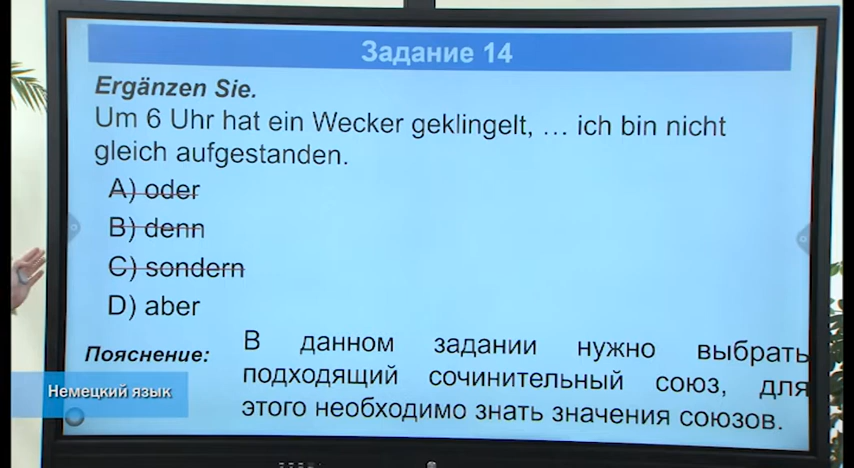 Задание 14
Ergänzen Sie.
Um 6 Uhr hat ein Wecker geklingelt, … ich bin nicht
gleich aufgestanden.
A) oder
B) denn
C) sondern
D) aber
Пояснение:
В данном задании нужно выбрать
подходящий сочинительный союз, для
этого необходимо знать значения союзов.
Немецкий язык